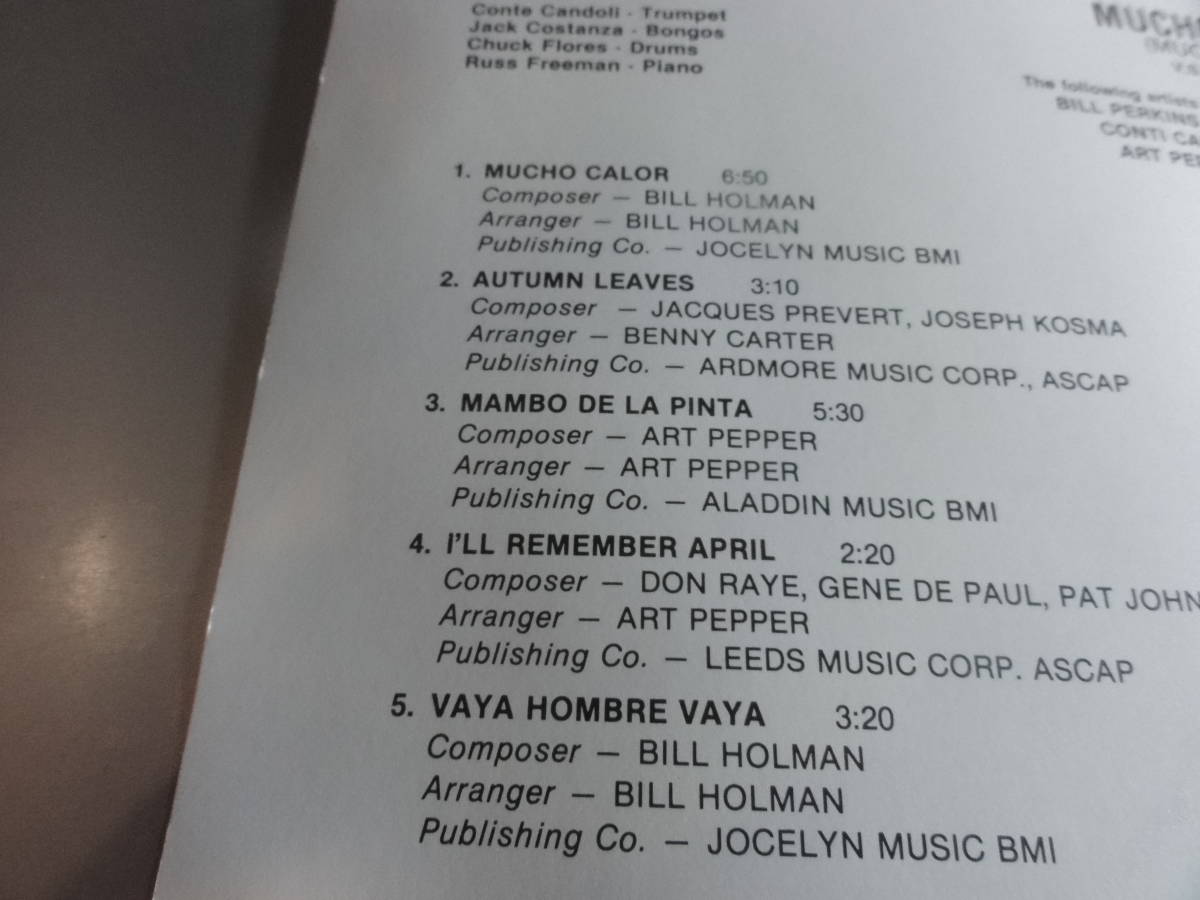 Conte Candoli · Trumpet
Jack Costanza · Bongos
Chuck Flores · Drums
Russ Freeman · Piano
MUCH
(MUC
The following artists
BILL PERKINS
CONTI CA
ART PE
1. MUCHO CALOR 6:50
Composer — BILL HOLMAN
Arranger — BILL HOLMAN
Publishing Co. — JOCELYN MUSIC BMI
2. AUTUMN LEAVES 3:10
Composer — JACQUES PREVERT, JOSEPH KOSMA
Arranger — BENNY CARTER
Publishing Co. — ARDMORE MUSIC CORP., ASCAP
3. MAMBO DE LA PINTA 5:30
Composer — ART PEPPER
Arranger — ART PEPPER
Publishing Co. — ALADDIN MUSIC BMI
4. I'LL REMEMBER APRIL 2:20
Composer — DON RAYE, GENE DE PAUL, PAT JOHN
Arranger — ART PEPPER
Publishing Co. — LEEDS MUSIC CORP. ASCAP
5. VAYA HOMBRE VAYA 3:20
Composer — BILL HOLMAN
Arranger — BILL HOLMAN
Publishing Co. — JOCELYN MUSIC BMI